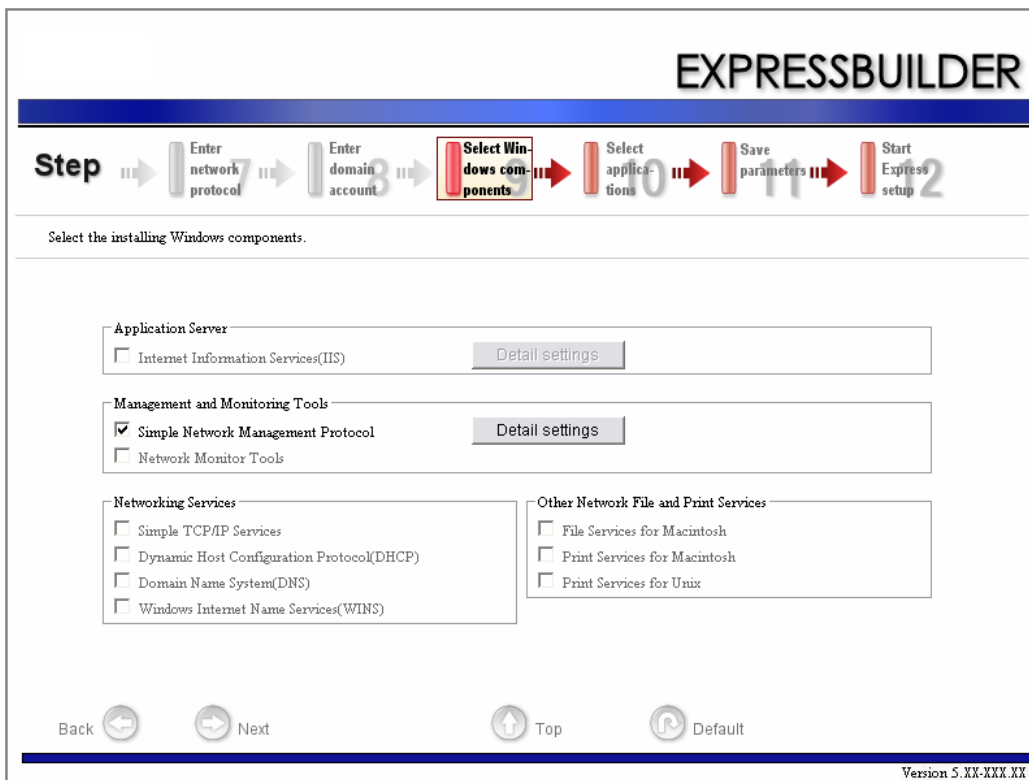 EXPRESSBUILDER
Step
Enter
network
protocol
7
Enter
domain
account
8
Select Win-
dows com-
ponents
9
Select
applica-
tions
10
Save
parameters
11
Start
Express
setup
12
Select the installing Windows components.
Application Server
Internet Information Services(IIS)
Detail settings
Management and Monitoring Tools
Simple Network Management Protocol
Detail settings
Network Monitor Tools
Networking Services
Simple TCP/IP Services
Dynamic Host Configuration Protocol(DHCP)
Domain Name System(DNS)
Windows Internet Name Services(WINS)
Other Network File and Print Services
File Services for Macintosh
Print Services for Macintosh
Print Services for Unix
Back
Next
Top
Default
Version 5.XX-XXX.XX